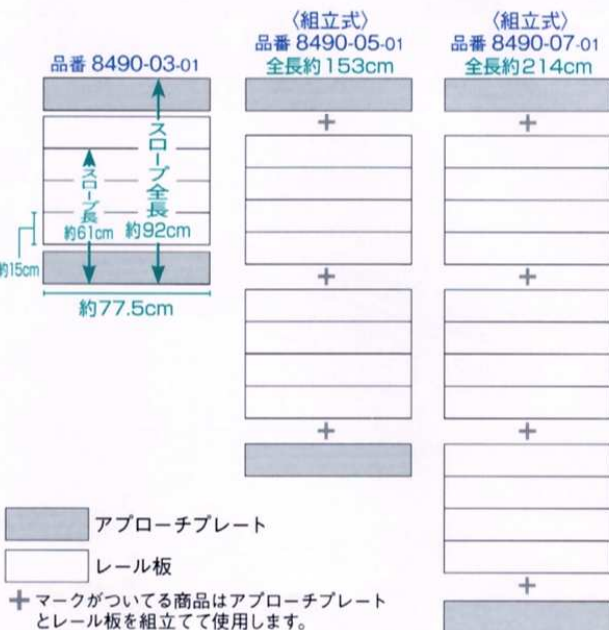 品番 8490-03-01
スロープ全長
約92cm
スロープ長
約61cm
約15cm
約77.5cm
〈組立式〉
品番 8490-05-01
全長約153cm
+
+
+
〈組立式〉
品番 8490-07-01
全長約214cm
+
+
+
+
アプローチプレート
レール板
+マークがついてる商品はアプローチプレート
とレール板を組立てて使用します。